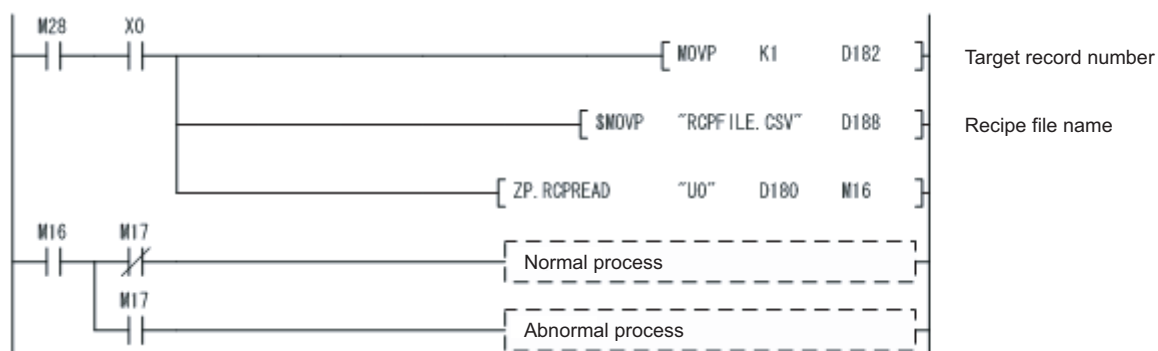 M28 X0
MOVP K1 D182 Target record number
$MOVP "RCPFILE.CSV" D188 Recipe file name
ZP.RCPREAD "U0" D180 M16
M16 M17
Normal process
M17
Abnormal process